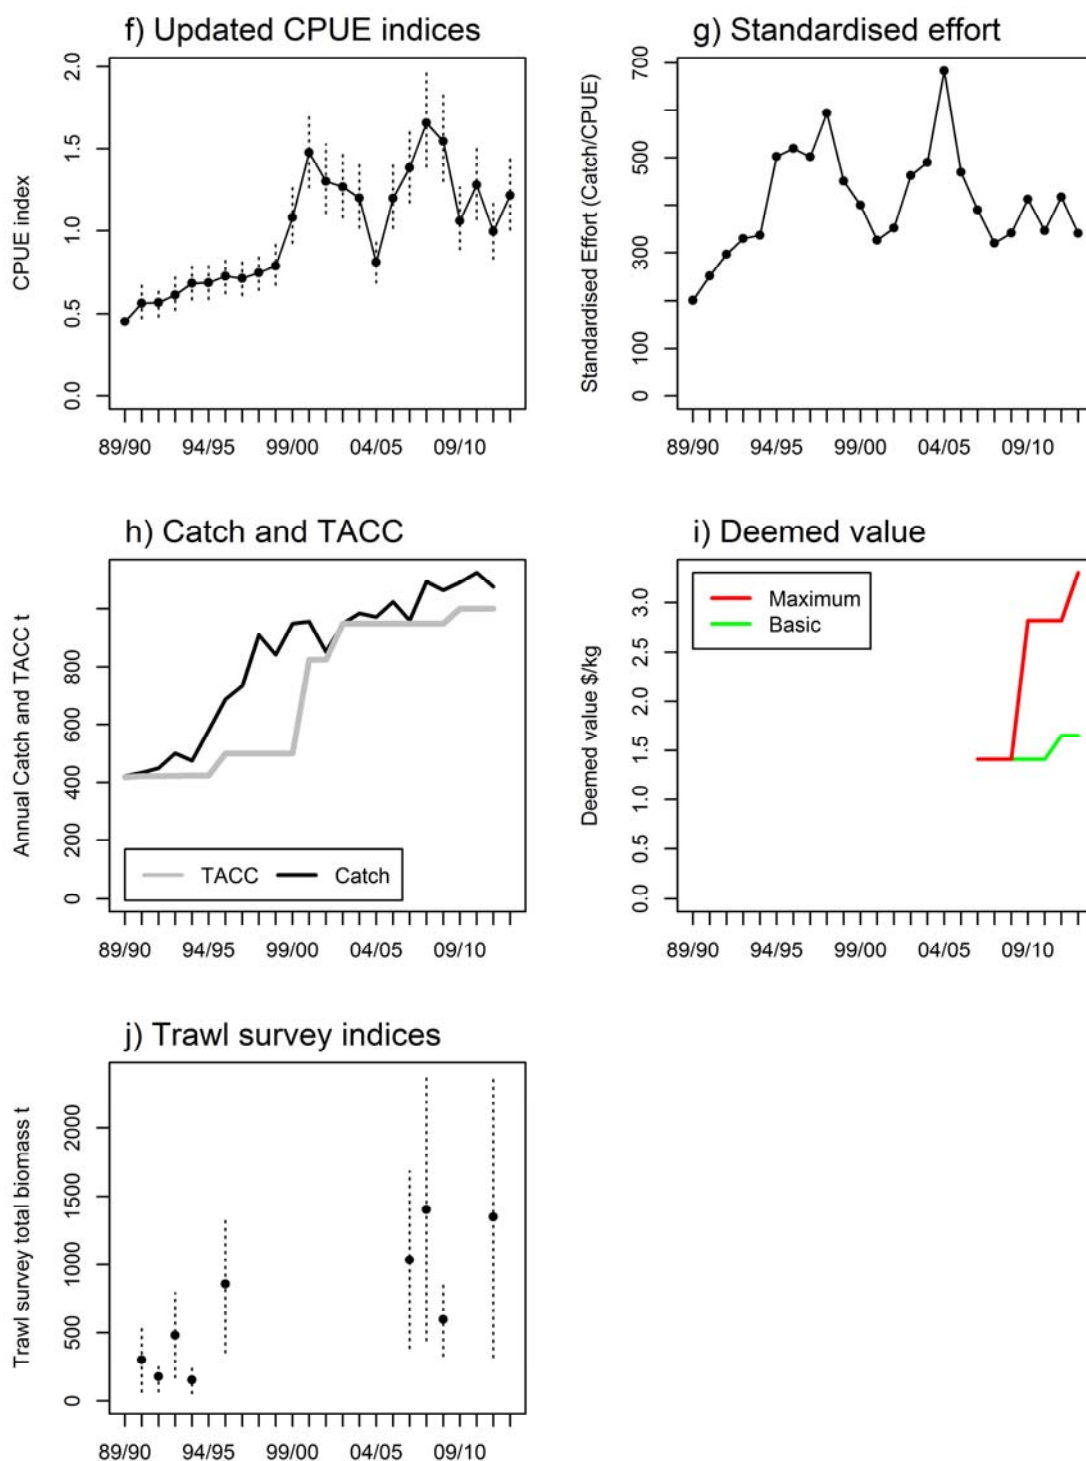 f) Updated CPUE indices
CPUE index
2.0
1.5
1.0
0.5
0.0
89/90 94/95 99/00 04/05 09/10
g) Standardised effort
Standardised Effort (Catch/CPUE)
700
500
300
100
0
89/90 94/95 99/00 04/05 09/10
h) Catch and TACC
Annual Catch and TACC t
800
600
400
200
0
TACC Catch
89/90 94/95 99/00 04/05 09/10
i) Deemed value
Deemed value $/kg
3.0
2.5
2.0
1.5
1.0
0.5
0.0
Maximum
Basic
89/90 94/95 99/00 04/05 09/10
j) Trawl survey indices
Trawl survey total biomass t
2000
1500
1000
500
0
89/90 94/95 99/00 04/05 09/10